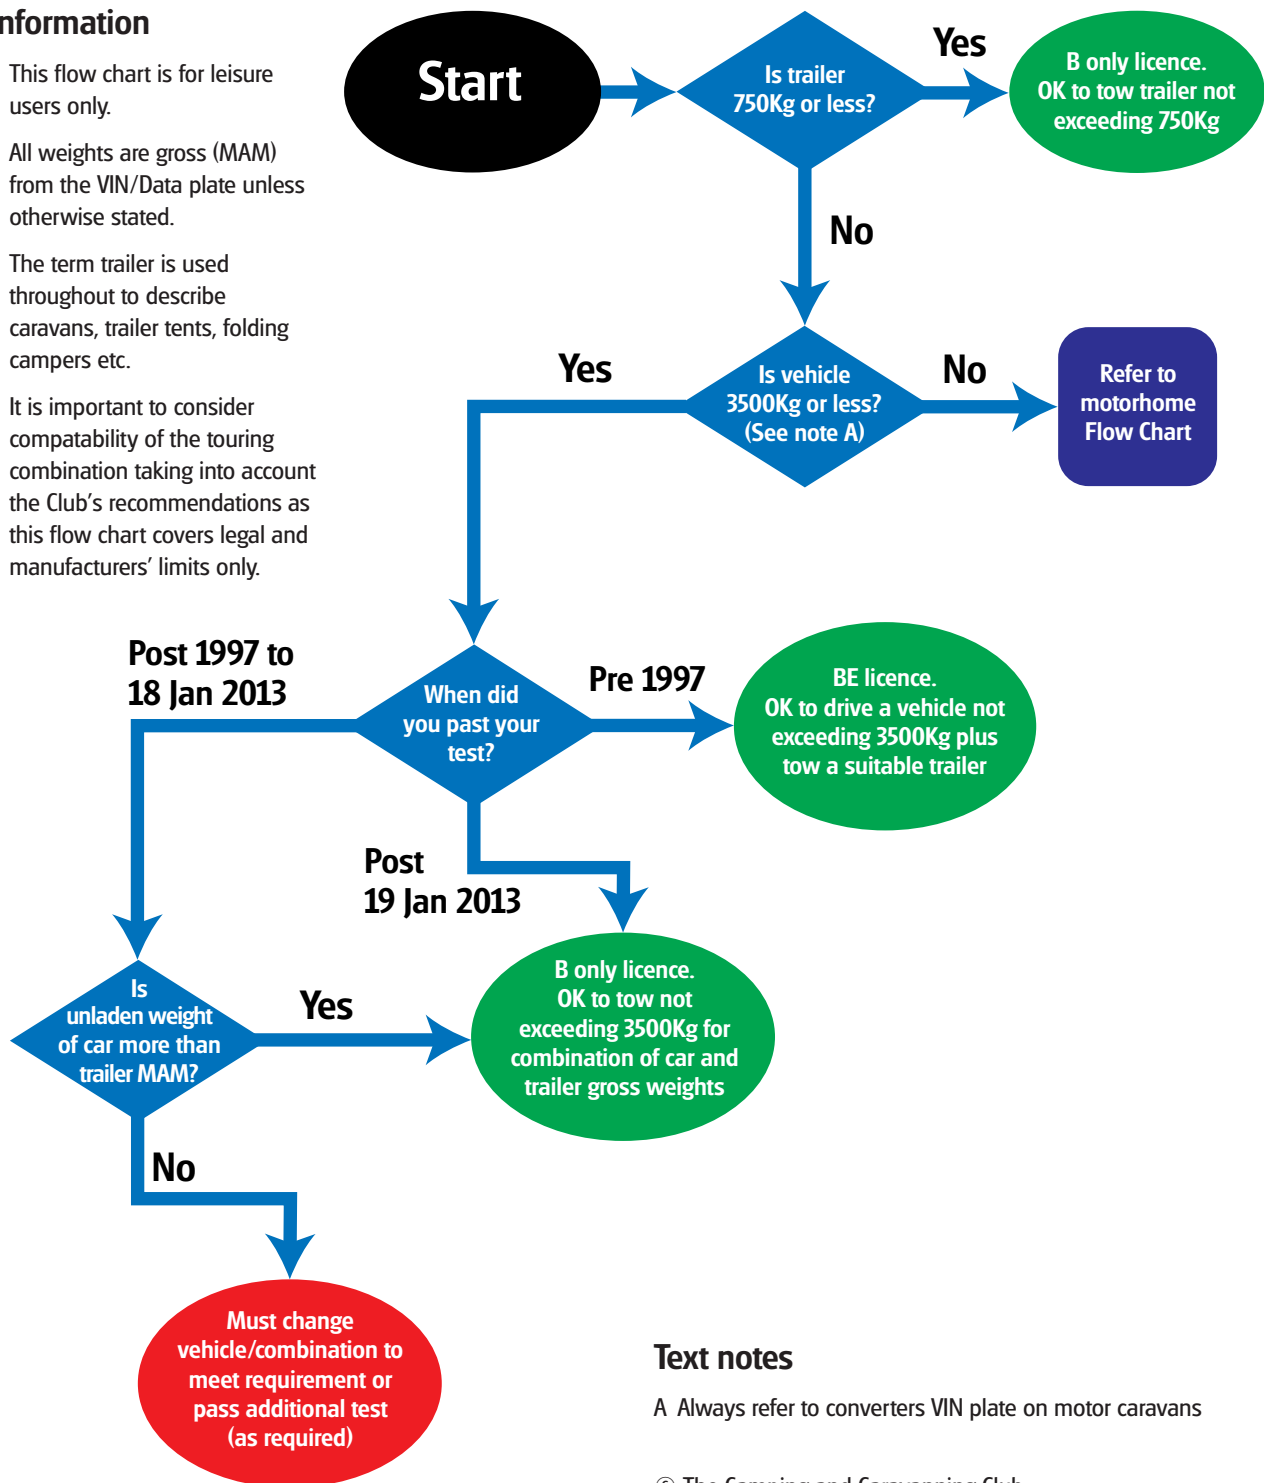 nformation
This flow chart is for leisure
users only.
All weights are gross (MAM)
from the VIN/Data plate unless
otherwise stated.
The term trailer is used
throughout to describe
caravans, trailer tents, folding
campers etc.
It is important to consider
compatability of the touring
combination taking into account
the Club's recommendations as
this flow chart covers legal and
manufacturers' limits only.
Start
Is trailer
750Kg or less?
Yes
B only licence.
OK to tow trailer not
exceeding 750Kg
No
Is vehicle
3500Kg or less?
(See note A)
Yes
No
Refer to
motorhome
Flow Chart
When did
you past your
test?
Post 1997 to
18 Jan 2013
Pre 1997
BE licence.
OK to drive a vehicle not
exceeding 3500Kg plus
tow a suitable trailer
Post
19 Jan 2013
Is
unladen weight
of car more than
trailer MAM?
Yes
B only licence.
OK to tow not
exceeding 3500Kg for
combination of car and
trailer gross weights
No
Must change
vehicle/combination to
meet requirement or
pass additional test
(as required)
Text notes
A Always refer to converters VIN plate on motor caravans
© The Camping and Caravanning Club